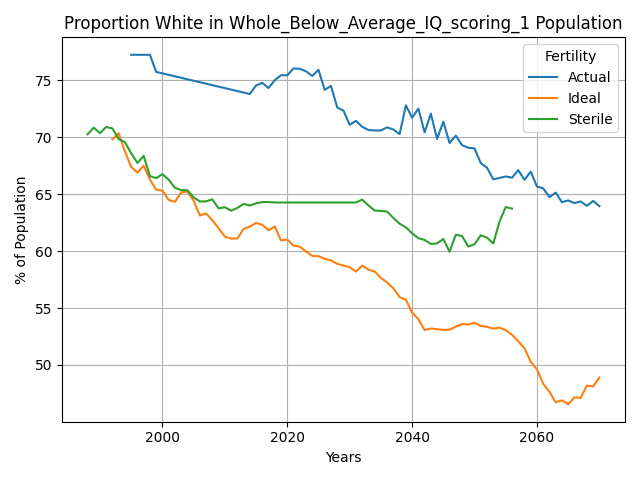 Proportion White in Whole_Below_Average_IQ_scoring_1 Population
Fertility
Actual
Ideal
Sterile
% of Population
75
70
65
60
55
50
2000
2020
2040
2060
Years